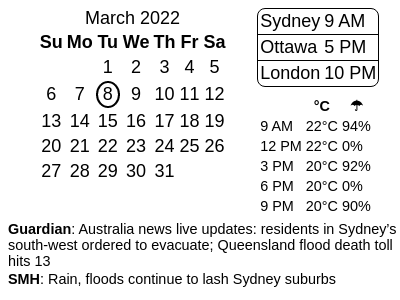 March 2022
Su Mo Tu We Th Fr Sa
1 2 3 4 5
6 7 8 9 10 11 12
13 14 15 16 17 18 19
20 21 22 23 24 25 26
27 28 29 30 31
Sydney 9 AM
Ottawa 5 PM
London 10 PM
°C ☂
9 AM 22°C 94%
12 PM 22°C 0%
3 PM 20°C 92%
6 PM 20°C 0%
9 PM 20°C 90%
Guardian: Australia news live updates: residents in Sydney's
south-west ordered to evacuate; Queensland flood death toll
hits 13
SMH: Rain, floods continue to lash Sydney suburbs